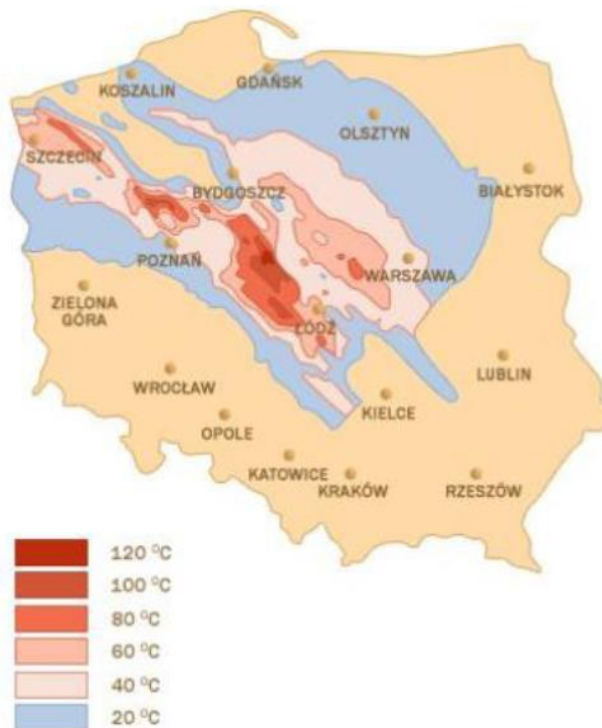 GDAŃSK
KOSZALIN
OLSZTYN
SZCZECIN
BYDGOSZCZ
BIAŁYSTOK
POZNAŃ
WARSZAWA
ZIELONA
GÓRA
ŁÓDŹ
WROCŁAW
LUBLIN
KIELCE
OPOLE
KATOWICE
KRAKÓW
RZESZÓW
120 °C
100 °C
80 °C
60 °C
40 °C
20 °C